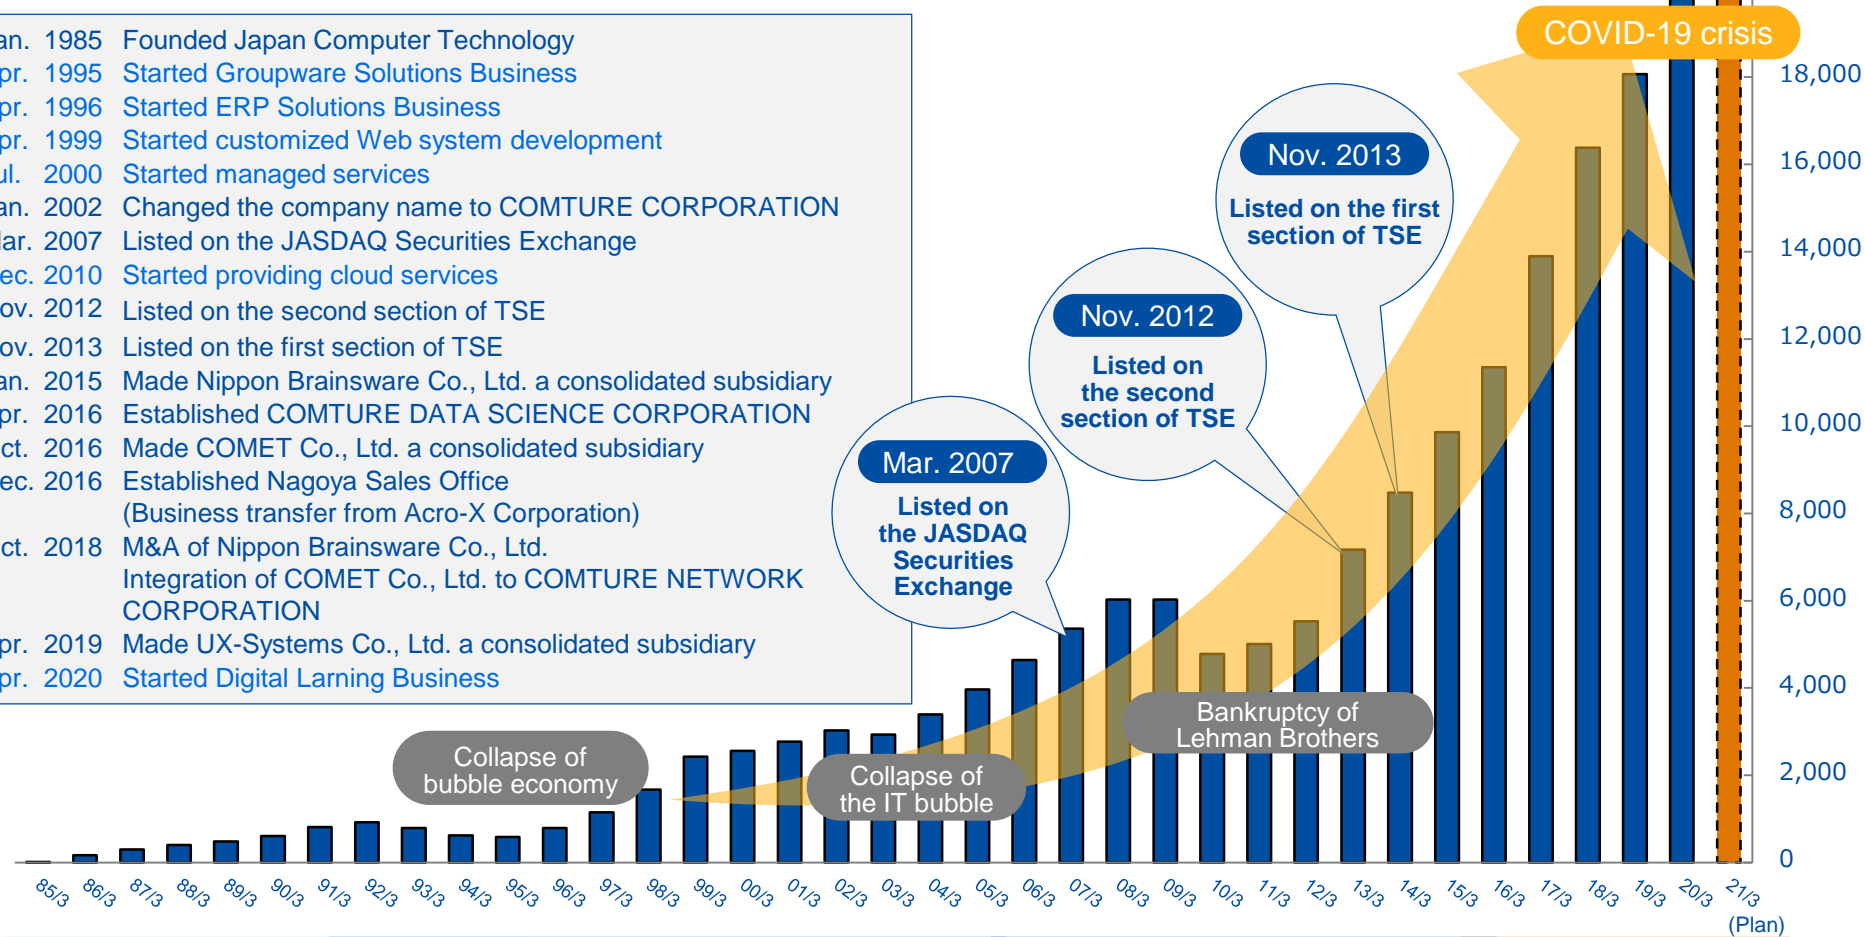 an. 1985 Founded Japan Computer Technology
pr. 1995 Started Groupware Solutions Business
pr. 1996 Started ERP Solutions Business
pr. 1999 Started customized Web system development
ul. 2000 Started managed services
an. 2002 Changed the company name to COMTURE CORPORATION
ar. 2007 Listed on the JASDAQ Securities Exchange
ec. 2010 Started providing cloud services
ov. 2012 Listed on the second section of TSE
ov. 2013 Listed on the first section of TSE
an. 2015 Made Nippon Brainsware Co., Ltd. a consolidated subsidiary
pr. 2016 Established COMTURE DATA SCIENCE CORPORATION
ct. 2016 Made COMET Co., Ltd. a consolidated subsidiary
ec. 2016 Established Nagoya Sales Office
(Business transfer from Acro-X Corporation)
ct. 2018 M&A of Nippon Brainsware Co., Ltd.
Integration of COMET Co., Ltd. to COMTURE NETWORK
CORPORATION
pr. 2019 Made UX-Systems Co., Ltd. a consolidated subsidiary
pr. 2020 Started Digital Larning Business
COVID-19 crisis
Nov. 2013
Listed on the first
section of TSE
Nov. 2012
Listed on
the second
section of TSE
Mar. 2007
Listed on
the JASDAQ
Securities
Exchange
Bankruptcy of
Lehman Brothers
Collapse of
bubble economy
Collapse of
the IT bubble
18,000
16,000
14,000
12,000
10,000
8,000
6,000
4,000
2,000
0
85/3 86/3 87/3 88/3 89/3 90/3 91/3 92/3 93/3 94/3 95/3 96/3 97/3 98/3 99/3 00/3 01/3 02/3 03/3 04/3 05/3 06/3 07/3 08/3 09/3 10/3 11/3 12/3 13/3 14/3 15/3 16/3 17/3 18/3 19/3 20/3 21/3
(Plan)